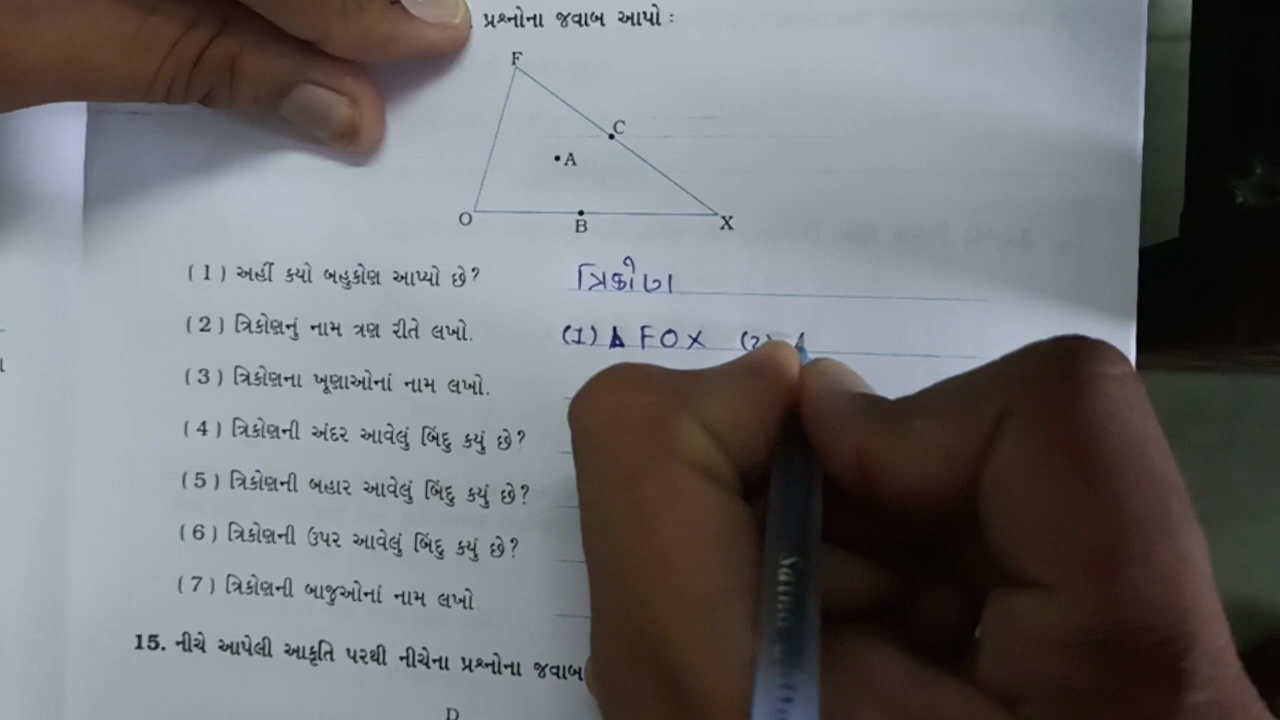 પ્રશ્નોના જવાબ આપો :
F
C
A
O
B
X
(1) અહીં કયો બહુકોણ આપ્યો છે? ત્રિકોણ
(2) ત્રિકોણનું નામ ત્રણ રીતે લખો. (1) Δ FOX (2)
(3) ત્રિકોણના ખૂણાઓનાં નામ લખો.
(4) ત્રિકોણની અંદર આવેલું બિંદુ કયું છે?
(5) ત્રિકોણની બહાર આવેલું બિંદુ કયું છે?
(6) ત્રિકોણની ઉપર આવેલું બિંદુ કયું છે?
(7) ત્રિકોણની બાજુઓનાં નામ લખો
15. નીચે આપેલી આકૃતિ પરથી નીચેના પ્રશ્નોના જવાબ
D